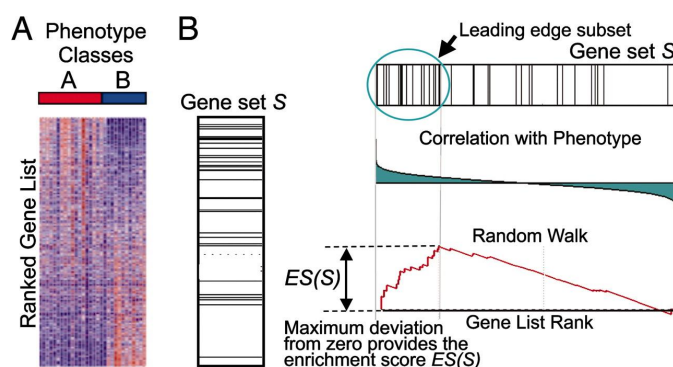 A
Phenotype
Classes
A B
Ranked Gene List
B
Gene set S
Leading edge subset
Gene set S
Correlation with Phenotype
Random Walk
ES(S)
Gene List Rank
Maximum deviation
from zero provides the
enrichment score ES(S)